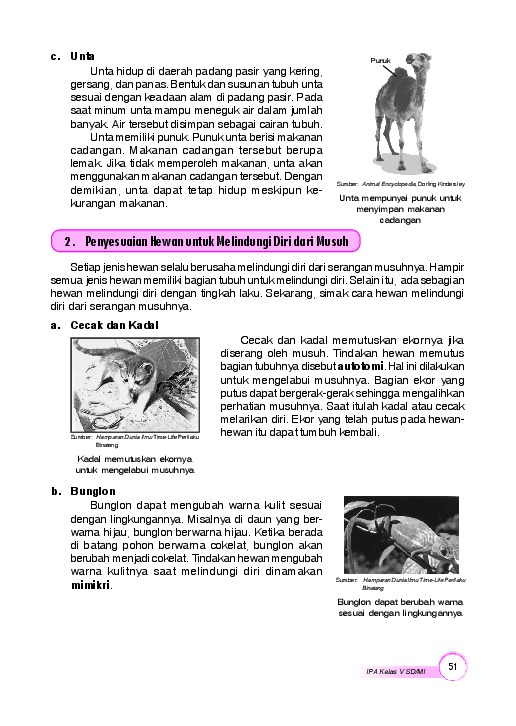 c. Unta
Unta hidup di daerah padang pasir yang kering,
gersang, dan panas. Bentuk dan susunan tubuh unta
sesuai dengan keadaan alam di padang pasir. Pada
saat minum unta mampu meneguk air dalam jumlah
banyak. Air tersebut disimpan sebagai cairan tubuh.
Unta memiliki punuk. Punuk unta berisi makanan
cadangan. Makanan cadangan tersebut berupa
lemak. Jika tidak memperoleh makanan, unta akan
menggunakan makanan cadangan tersebut. Dengan
demikian, unta dapat tetap hidup meskipun ke-
kurangan makanan.
Punuk
Sumber: Animal Encyclopedia, Dorling Kindersley
Unta mempunyai punuk untuk
menyimpan makanan
cadangan
2. Penyesuaian Hewan untuk Melindungi Diri dari Musuh
Setiap jenis hewan selalu berusaha melindungi diri dari serangan musuhnya. Hampir
semua jenis hewan memiliki bagian tubuh untuk melindungi diri. Selain itu, ada sebagian
hewan melindungi diri dengan tingkah laku. Sekarang, simak cara hewan melindungi
diri dari serangan musuhnya.
a. Cecak dan Kadal
Sumber: Hamparan Dunia Ilmu Time-Life Perilaku
Binatang
Kadal memutuskan ekornya
untuk mengelabui musuhnya
Cecak dan kadal memutuskan ekornya jika
diserang oleh musuh. Tindakan hewan memutus
bagian tubuhnya disebut autotomi. Hal ini dilakukan
untuk mengelabui musuhnya. Bagian ekor yang
putus dapat bergerak-gerak sehingga mengalihkan
perhatian musuhnya. Saat itulah kadal atau cecak
melarikan diri. Ekor yang telah putus pada hewan-
hewan itu dapat tumbuh kembali.
b. Bunglon
Bunglon dapat mengubah warna kulit sesuai
dengan lingkungannya. Misalnya di daun yang ber-
warna hijau, bunglon berwarna hijau. Ketika berada
di batang pohon berwarna cokelat, bunglon akan
berubah menjadi cokelat. Tindakan hewan mengubah
warna kulitnya saat melindungi diri dinamakan
mimikri.
Sumber: Hamparan Dunia Ilmu Time-Life Perilaku
Binatang
Bunglon dapat berubah warna
sesuai dengan lingkungannya
IPA Kelas V SD/MI
51